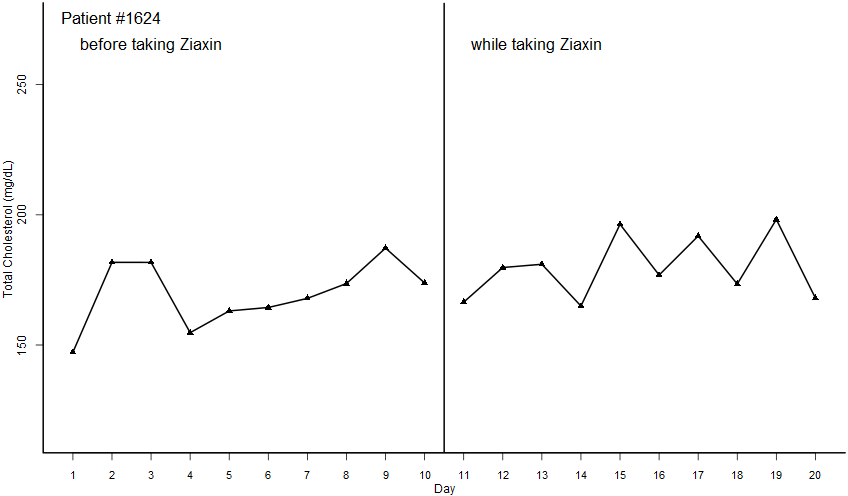 Patient #1624
before taking Ziaxin
while taking Ziaxin
Total Cholesterol (mg/dL)
250
200
150
1 2 3 4 5 6 7 8 9 10 11 12 13 14 15 16 17 18 19 20
Day